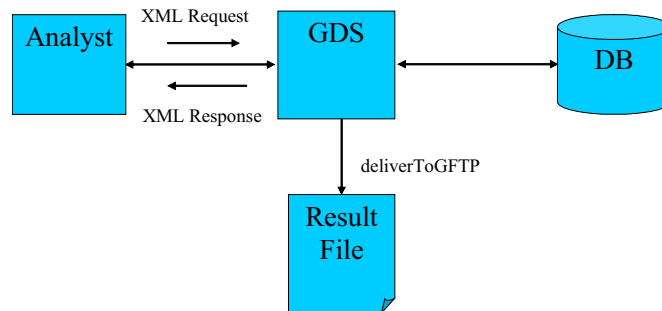 XML Request
Analyst
GDS
DB
XML Response
deliverToGFTP
Result
File